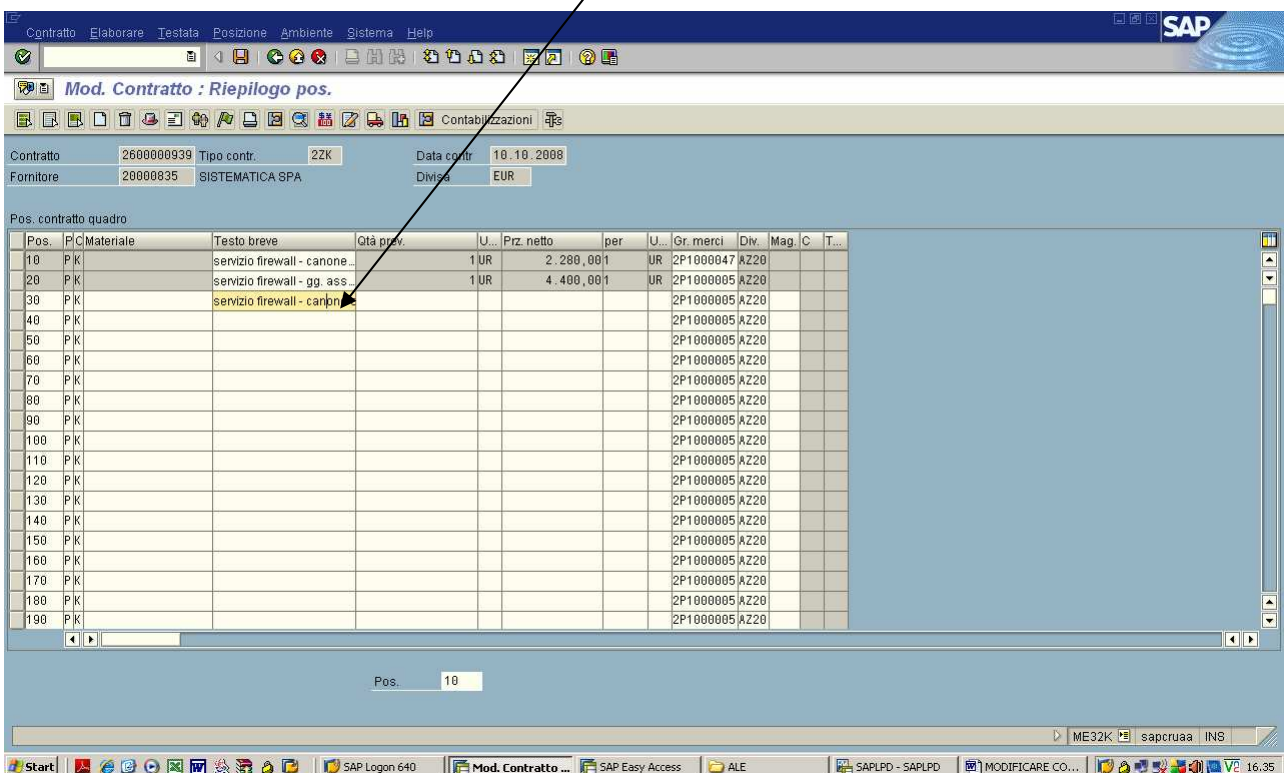 Contratto Elaborare Testata Posizione Ambiente Sistema Help
SAP
Mod. Contratto : Riepilogo pos.
Contabilizzazioni
Contratto 2600000939 Tipo contr. 2ZK Data contr 10.10.2008
Fornitore 20000835 SISTEMATICA SPA Divisa EUR
Pos. contratto quadro
Pos. P C Materiale Testo breve Qtà prev. U... Prz. netto per U... Gr. merci Div. Mag. C T...
10 P K servizio firewall - canone... 1 UR 2.280,00 1 UR 2P1000047 AZ20
20 P K servizio firewall - gg. ass... 1 UR 4.400,00 1 UR 2P1000005 AZ20
30 P K servizio firewall - 2P1000005 AZ20
40 P K 2P1000005 AZ20
50 P K 2P1000005 AZ20
60 P K 2P1000005 AZ20
70 P K 2P1000005 AZ20
80 P K 2P1000005 AZ20
90 P K 2P1000005 AZ20
100 P K 2P1000005 AZ20
110 P K 2P1000005 AZ20
120 P K 2P1000005 AZ20
130 P K 2P1000005 AZ20
140 P K 2P1000005 AZ20
150 P K 2P1000005 AZ20
160 P K 2P1000005 AZ20
170 P K 2P1000005 AZ20
180 P K 2P1000005 AZ20
190 P K 2P1000005 AZ20
Pos. 10
ME32K sapcruaa INS
Start SAP Logon 640 Mod. Contratto ... SAP Easy Access ALE SAPLPD - SAPLPD MODIFICARE CO... 16.35